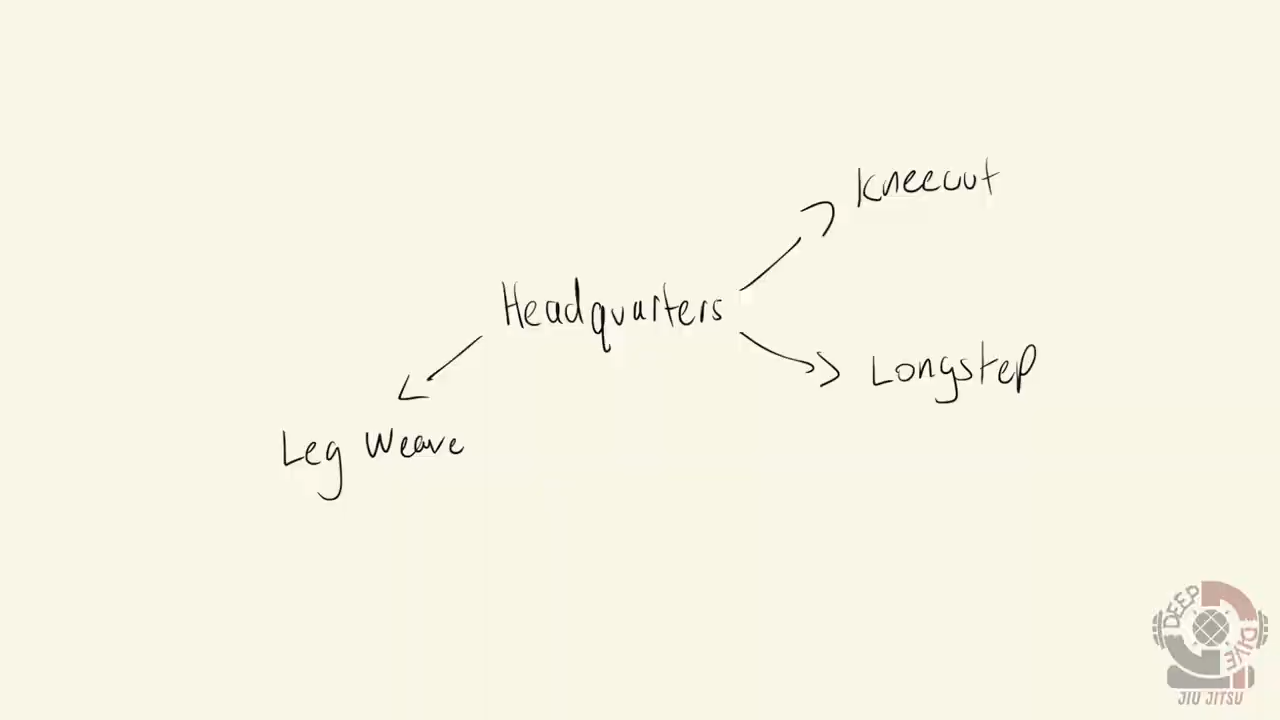 Kneecut
Headquarters
Longstep
Leg Weave
DEEP
DIVE
JIU JITSU